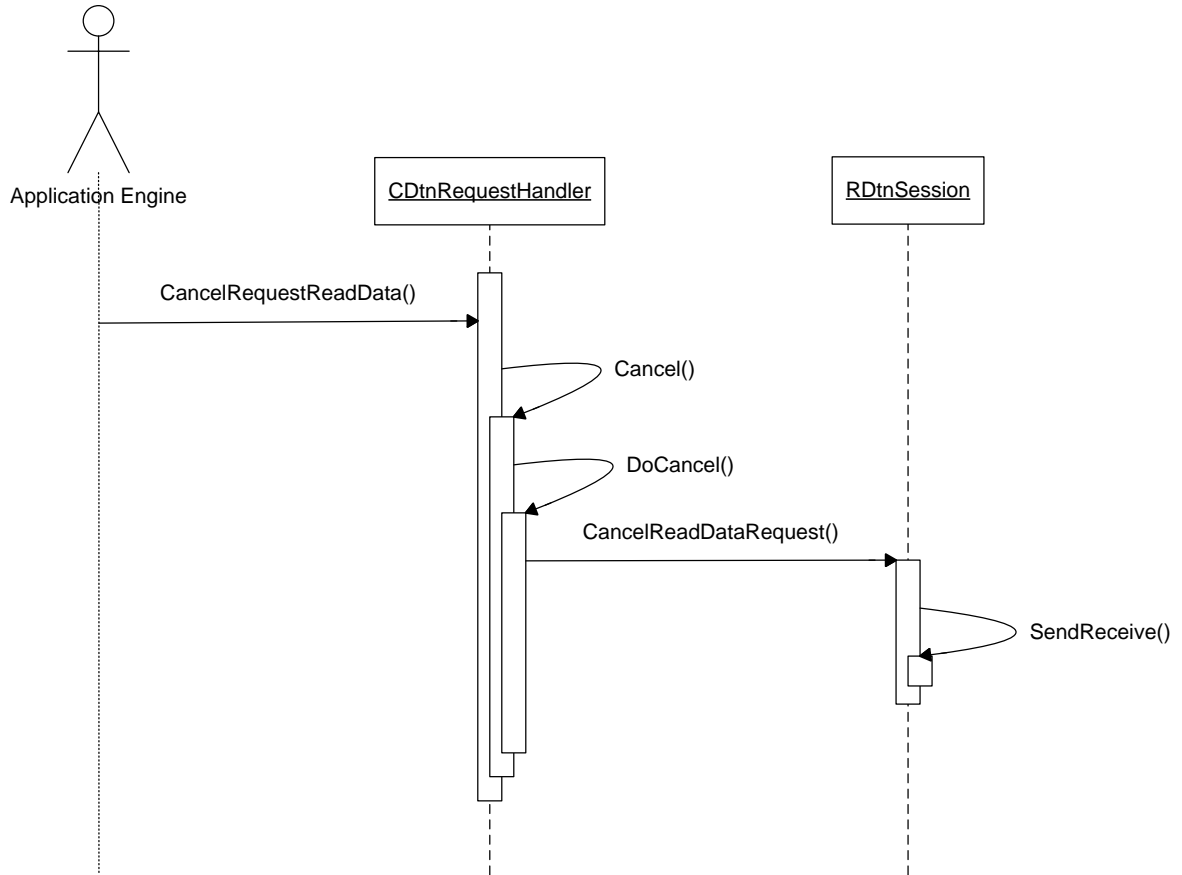 CDtnRequestHandler
RDtnSession
Application Engine
CancelRequestReadData()
Cancel()
DoCancel()
CancelReadDataRequest()
SendReceive()